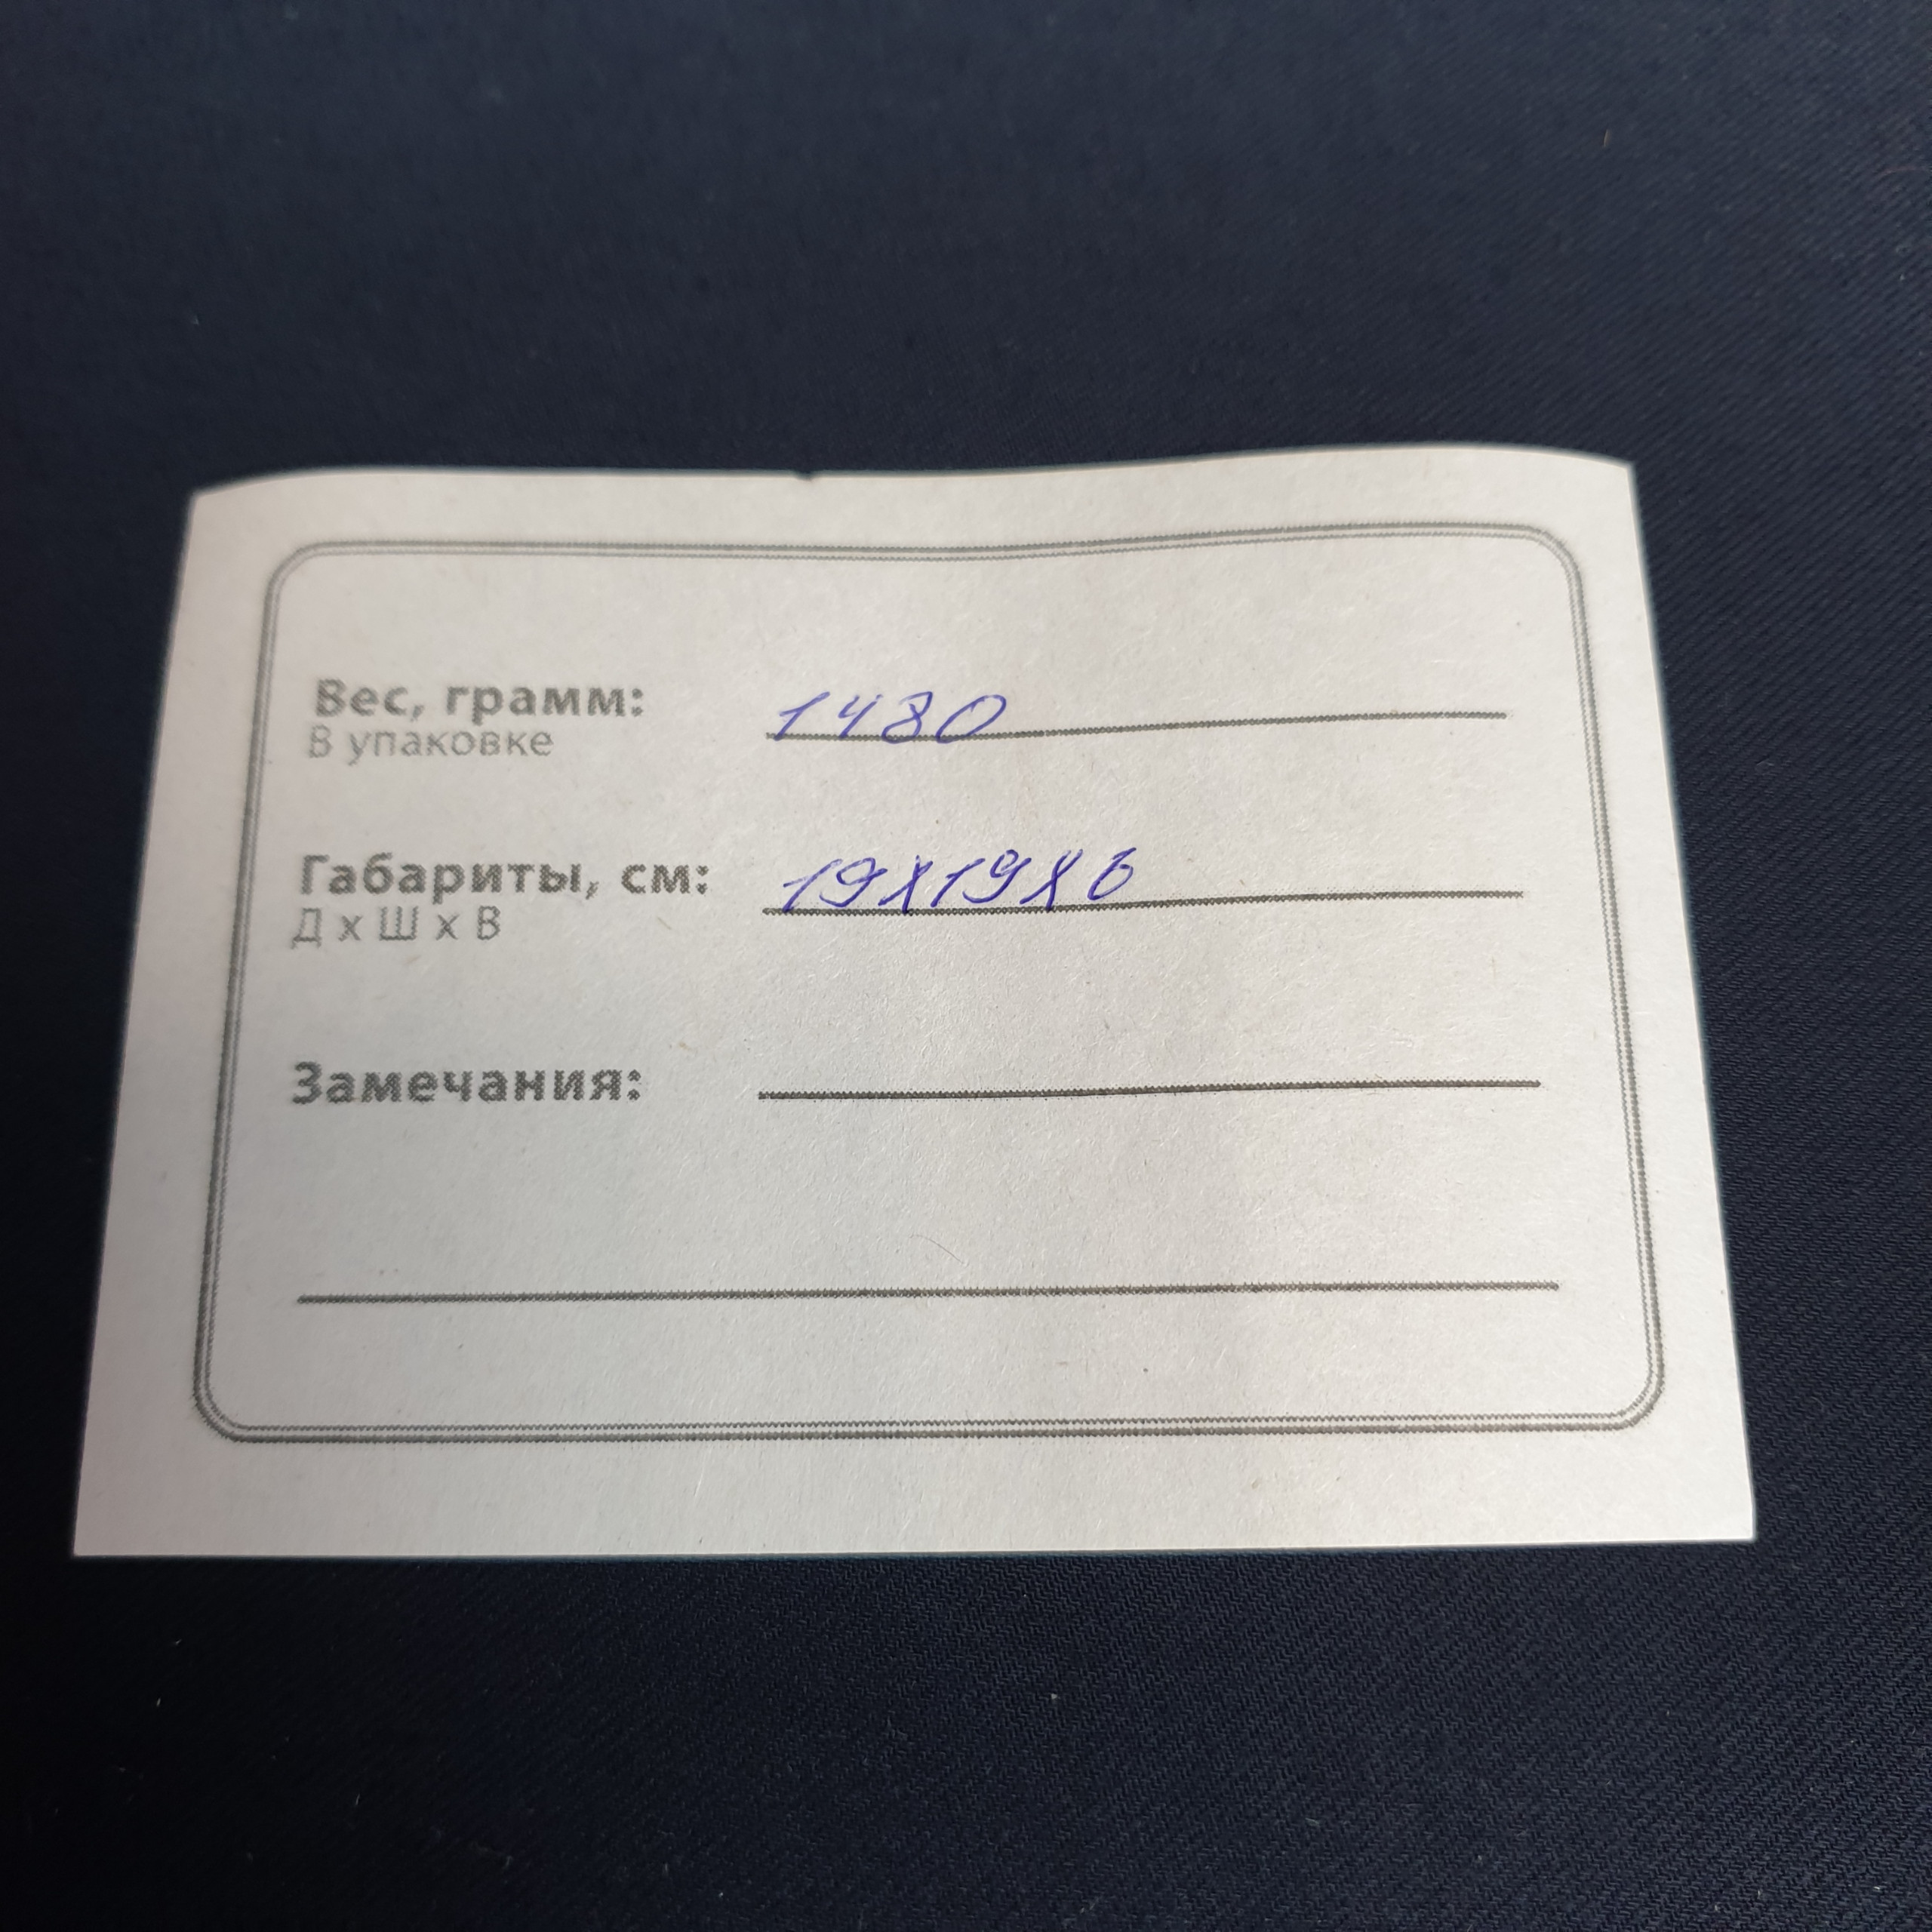 Вес, грамм: 1480
В упаковке
Габариты, см: 19х19х6
Д х Ш х В
Замечания: